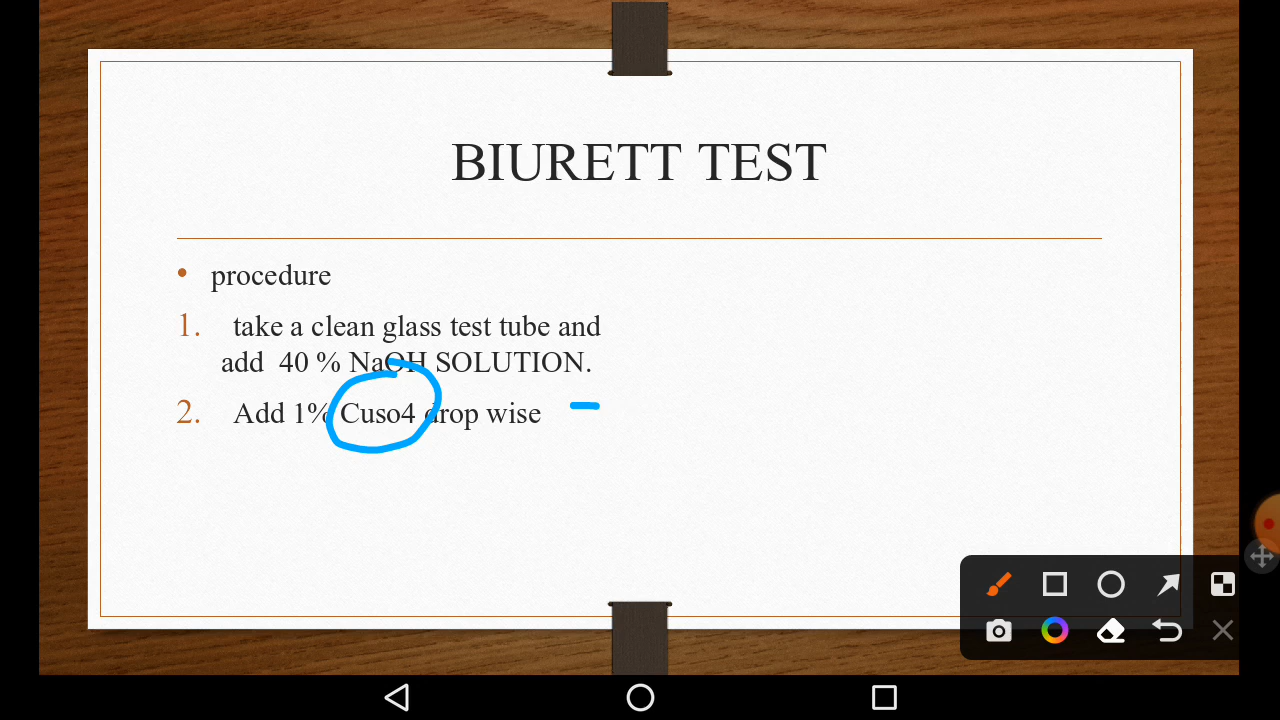 BIURETT TEST
• procedure
1. take a clean glass test tube and
add 40 % NaOH SOLUTION.
2. Add 1% Cuso4 drop wise